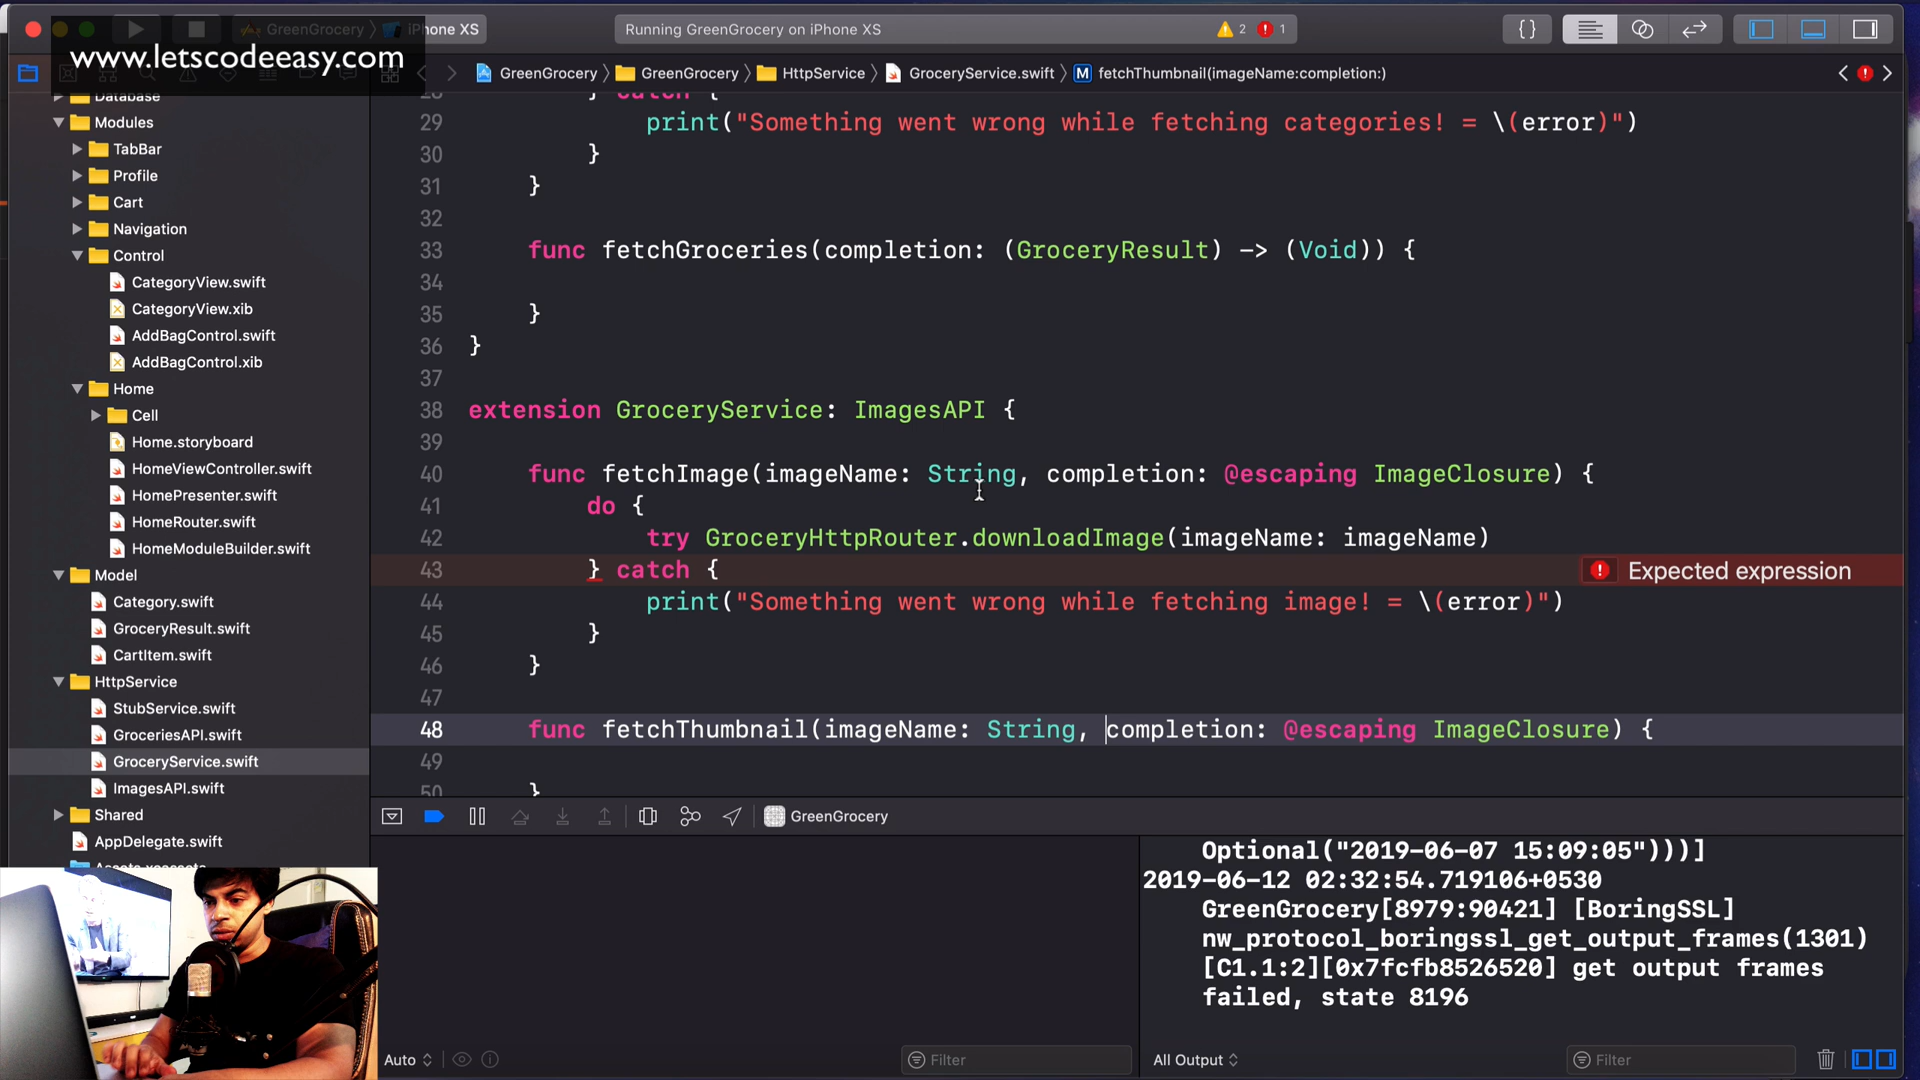 GreenGrocery
iPhone XS
Running GreenGrocery on iPhone XS
2
1
{}
www.letscodeeasy.com
GreenGrocery
GreenGrocery
HttpService
GroceryService.swift
M
fetchThumbnail(imageName:completion:)
Database
Modules
TabBar
Profile
Cart
Navigation
Control
CategoryView.swift
CategoryView.xib
AddBagControl.swift
AddBagControl.xib
Home
Cell
Home.storyboard
HomeViewController.swift
HomePresenter.swift
HomeRouter.swift
HomeModuleBuilder.swift
Model
Category.swift
GroceryResult.swift
CartItem.swift
HttpService
StubService.swift
GroceriesAPI.swift
GroceryService.swift
ImagesAPI.swift
Shared
AppDelegate.swift
28 } catch {
29 print("Something went wrong while fetching categories! = \(error)")
30 }
31 }
32
33 func fetchGroceries(completion: (GroceryResult) -> (Void)) {
34
35 }
36 }
37
38 extension GroceryService: ImagesAPI {
39
40 func fetchImage(imageName: String, completion: @escaping ImageClosure) {
41 do {
42 try GroceryHttpRouter.downloadImage(imageName: imageName)
43 } catch {
Expected expression
44 print("Something went wrong while fetching image! = \(error)")
45 }
46 }
47
48 func fetchThumbnail(imageName: String, completion: @escaping ImageClosure) {
49
50 }
GreenGrocery
Optional("2019-06-07 15:09:05")))]
2019-06-12 02:32:54.719106+0530
GreenGrocery[8979:90421] [BoringSSL]
nw_protocol_boringssl_get_output_frames(1301)
[C1.1:2][0x7fcfb8526520] get output frames
failed, state 8196
Auto
Filter
All Output
Filter